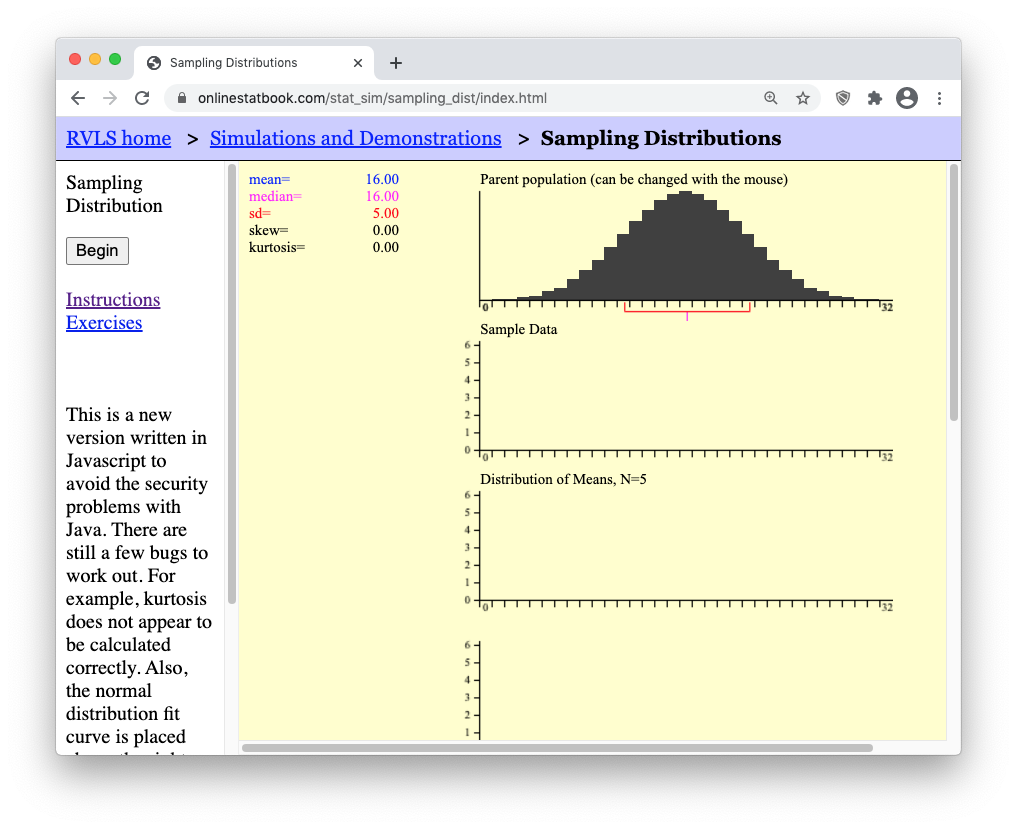 Sampling Distributions
onlinestatbook.com/stat_sim/sampling_dist/index.html
RVLS home > Simulations and Demonstrations > Sampling Distributions
Sampling
Distribution
Begin
Instructions
Exercises
This is a new
version written in
Javascript to
avoid the security
problems with
Java. There are
still a few bugs to
work out. For
example, kurtosis
does not appear to
be calculated
correctly. Also,
the normal
distribution fit
curve is placed
mean= 16.00
median= 16.00
sd= 5.00
skew= 0.00
kurtosis= 0.00
Parent population (can be changed with the mouse)
0 32
Sample Data
6
5
4
3
2
1
0
0 32
Distribution of Means, N=5
6
5
4
3
2
1
0
0 32
6
5
4
3
2
1